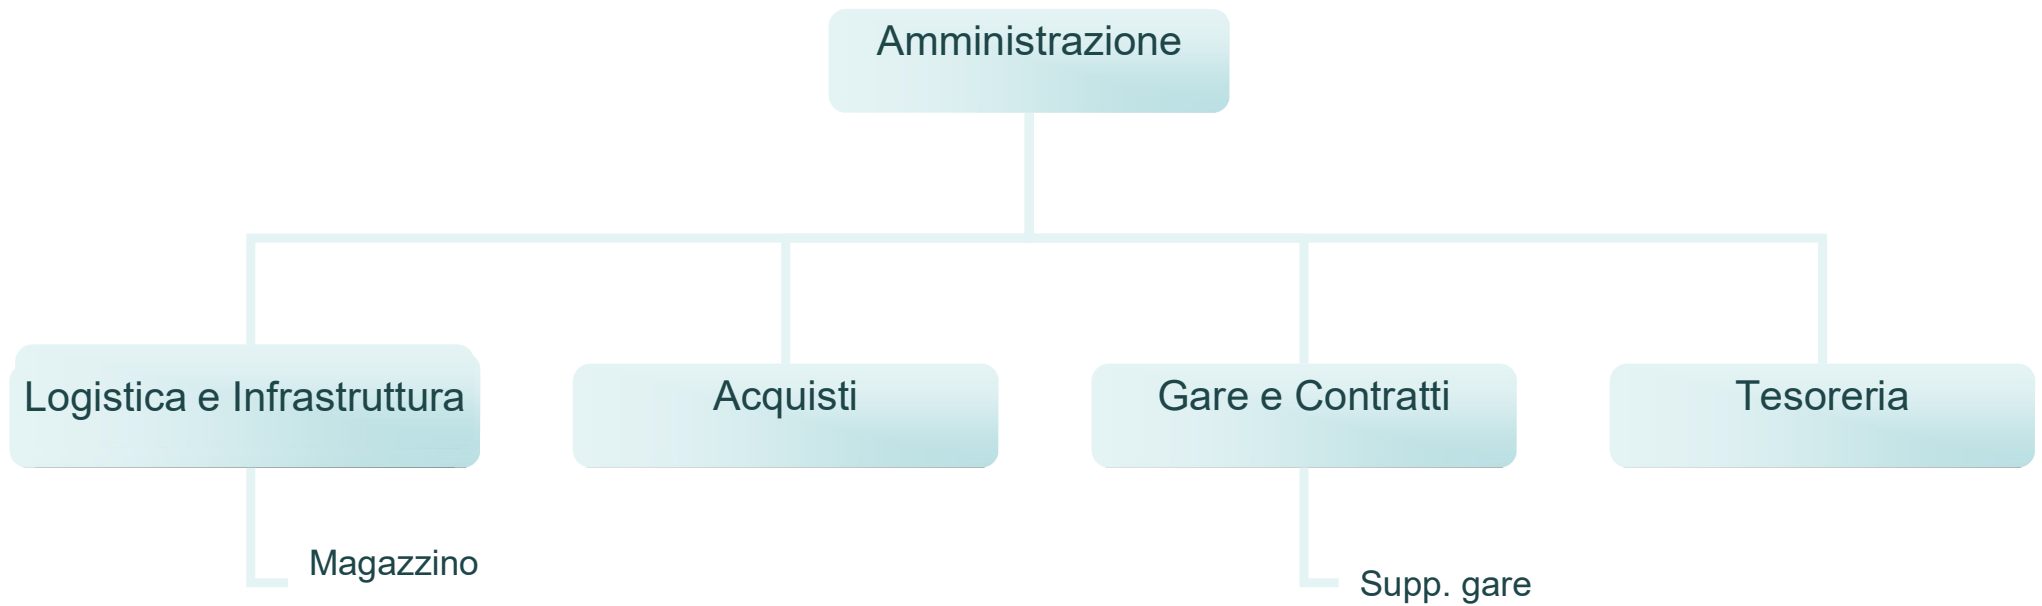 Amministrazione
Logistica e Infrastruttura
Acquisti
Gare e Contratti
Tesoreria
Magazzino
Supp. gare